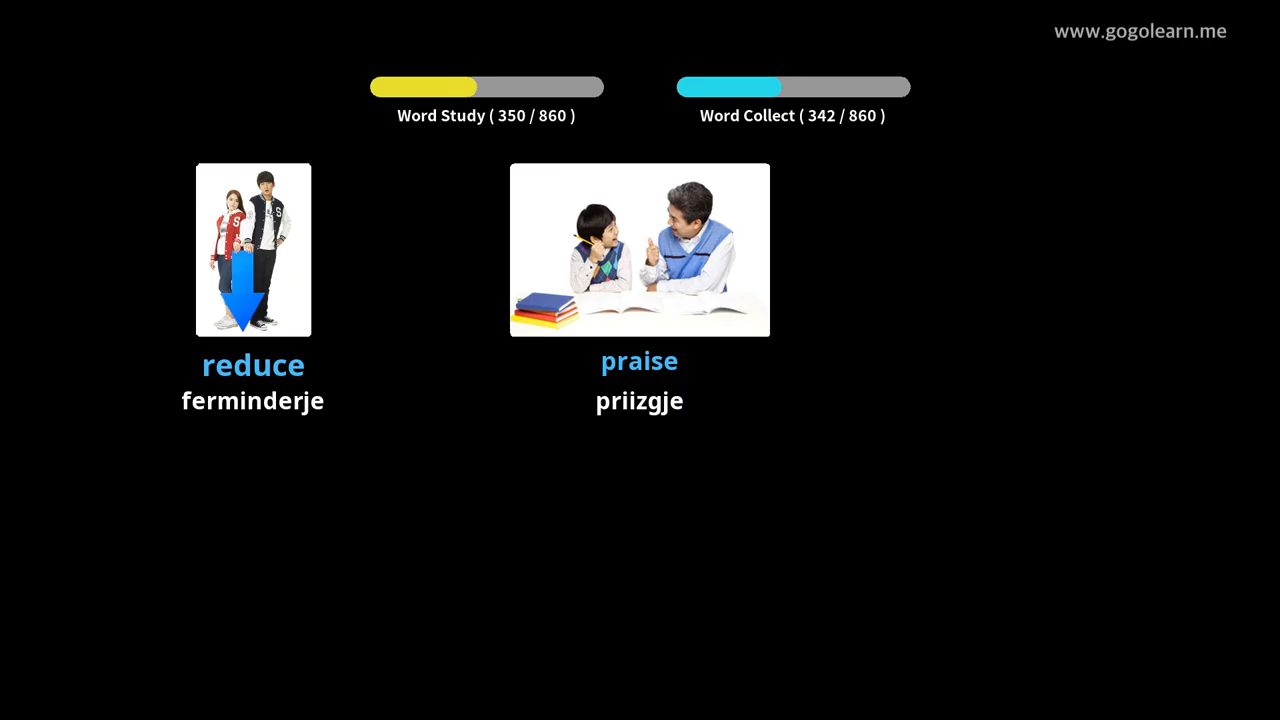 www.gogolearn.me
Word Study ( 350 / 860 )
Word Collect ( 342 / 860 )
reduce
ferminderje
praise
priizgje